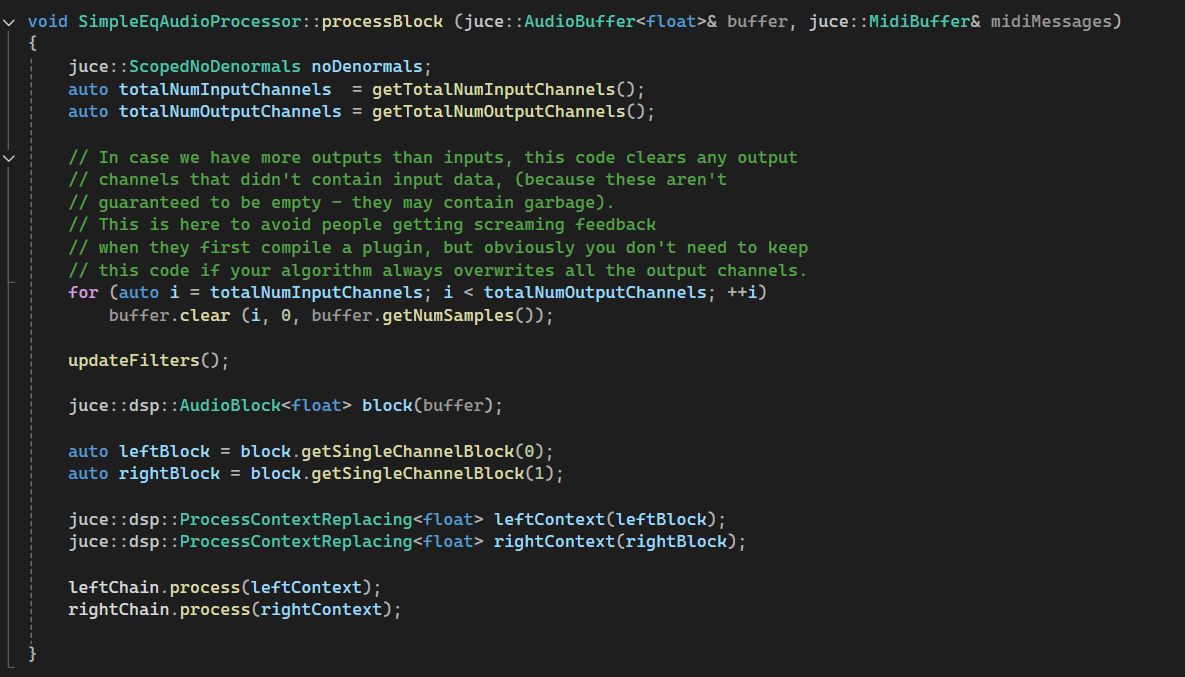 void SimpleEqAudioProcessor::processBlock (juce::AudioBuffer<float>& buffer, juce::MidiBuffer& midiMessages)
{
    juce::ScopedNoDenormals noDenormals;
    auto totalNumInputChannels  = getTotalNumInputChannels();
    auto totalNumOutputChannels = getTotalNumOutputChannels();

    // In case we have more outputs than inputs, this code clears any output
    // channels that didn't contain input data, (because these aren't
    // guaranteed to be empty - they may contain garbage).
    // This is here to avoid people getting screaming feedback
    // when they first compile a plugin, but obviously you don't need to keep
    // this code if your algorithm always overwrites all the output channels.
    for (auto i = totalNumInputChannels; i < totalNumOutputChannels; ++i)
        buffer.clear (i, 0, buffer.getNumSamples());

    updateFilters();

    juce::dsp::AudioBlock<float> block(buffer);

    auto leftBlock = block.getSingleChannelBlock(0);
    auto rightBlock = block.getSingleChannelBlock(1);

    juce::dsp::ProcessContextReplacing<float> leftContext(leftBlock);
    juce::dsp::ProcessContextReplacing<float> rightContext(rightBlock);

    leftChain.process(leftContext);
    rightChain.process(rightContext);

}